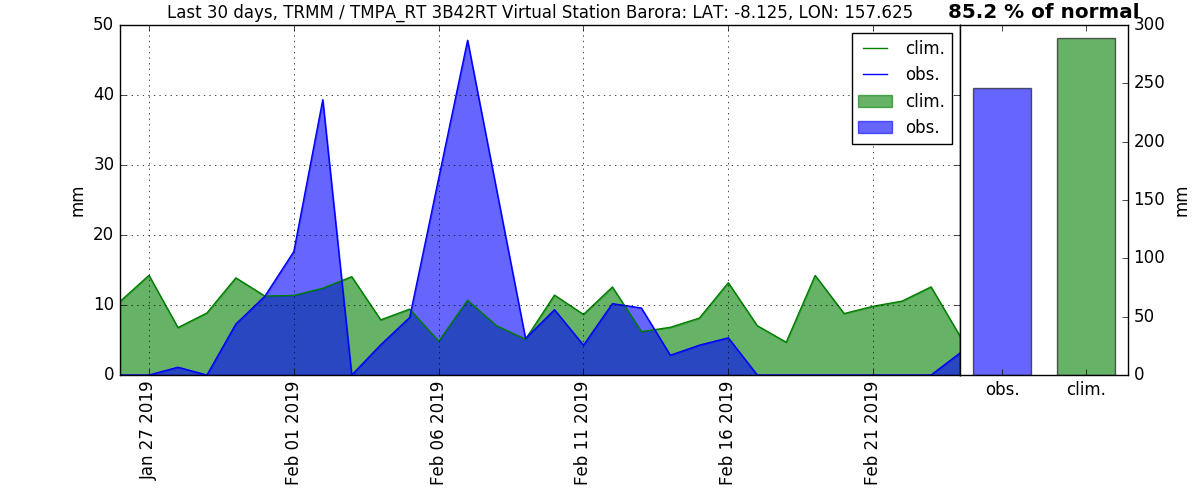 Last 30 days, TRMM / TMPA_RT 3B42RT Virtual Station Barora: LAT: -8.125, LON: 157.625
85.2 % of normal
50
40
30
20
10
0
mm
clim.
obs.
clim.
obs.
300
250
200
150
100
50
0
mm
Jan 27 2019
Feb 01 2019
Feb 06 2019
Feb 11 2019
Feb 16 2019
Feb 21 2019
obs.
clim.